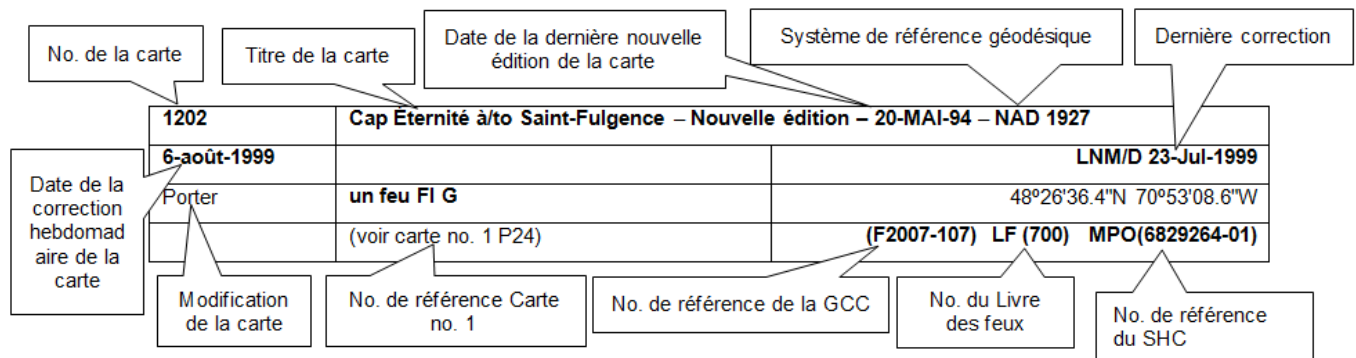 No. de la carte
Titre de la carte
Date de la dernière nouvelle
édition de la carte
Système de référence géodésique
Dernière correction
1202
Cap Éternité à/to Saint-Fulgence – Nouvelle édition – 20-MAI-94 – NAD 1927
6-août-1999
LNM/D 23-Jul-1999
Date de la
correction
hebdomad
aire de la
carte
Porter
un feu Fl G
48º26'36.4"N 70º53'08.6"W
(voir carte no. 1 P24)
(F2007-107) LF (700) MPO(6829264-01)
Modification
de la carte
No. de référence Carte
no. 1
No. de référence de la GCC
No. du Livre
des feux
No. de référence
du SHC